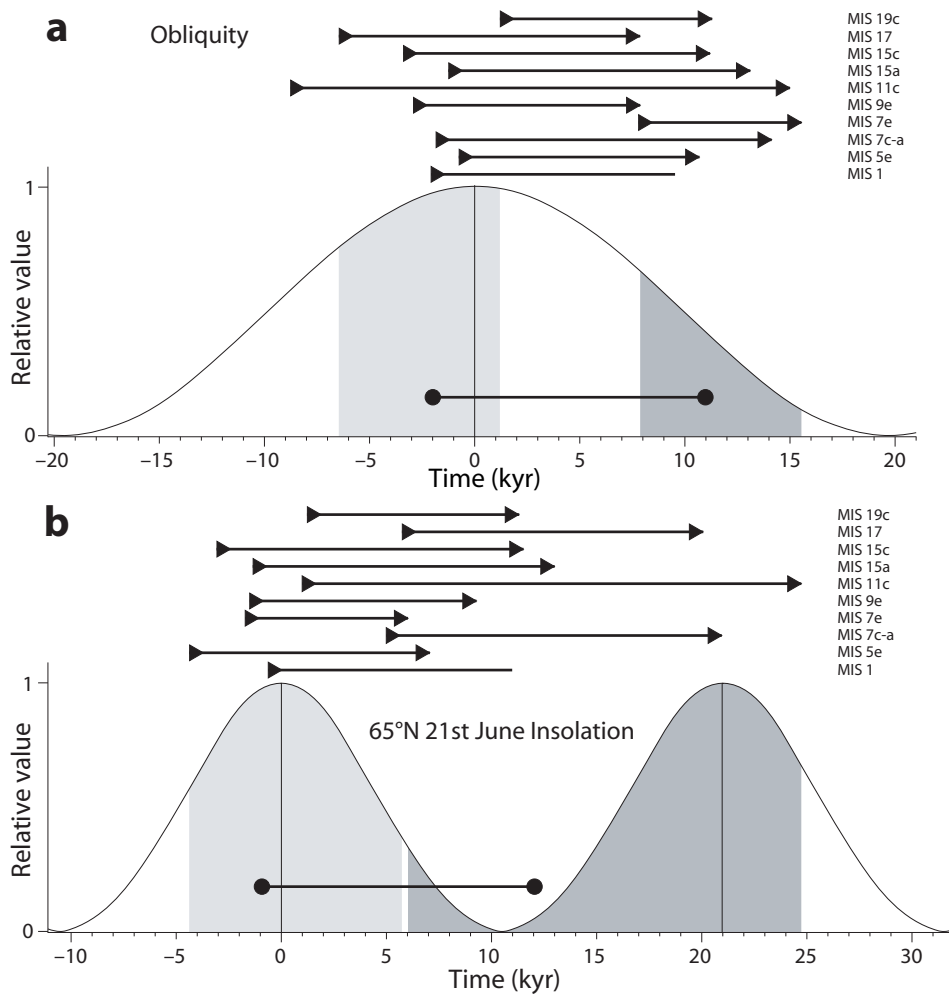 a
Obliquity
MIS 19c
MIS 17
MIS 15c
MIS 15a
MIS 11c
MIS 9e
MIS 7e
MIS 7c-a
MIS 5e
MIS 1
Relative value
1
0
−20 −15 −10 −5 0 5 10 15 20
Time (kyr)
b
MIS 19c
MIS 17
MIS 15c
MIS 15a
MIS 11c
MIS 9e
MIS 7e
MIS 7c-a
MIS 5e
MIS 1
65°N 21st June Insolation
Relative value
1
0
−10 −5 0 5 10 15 20 25 30
Time (kyr)